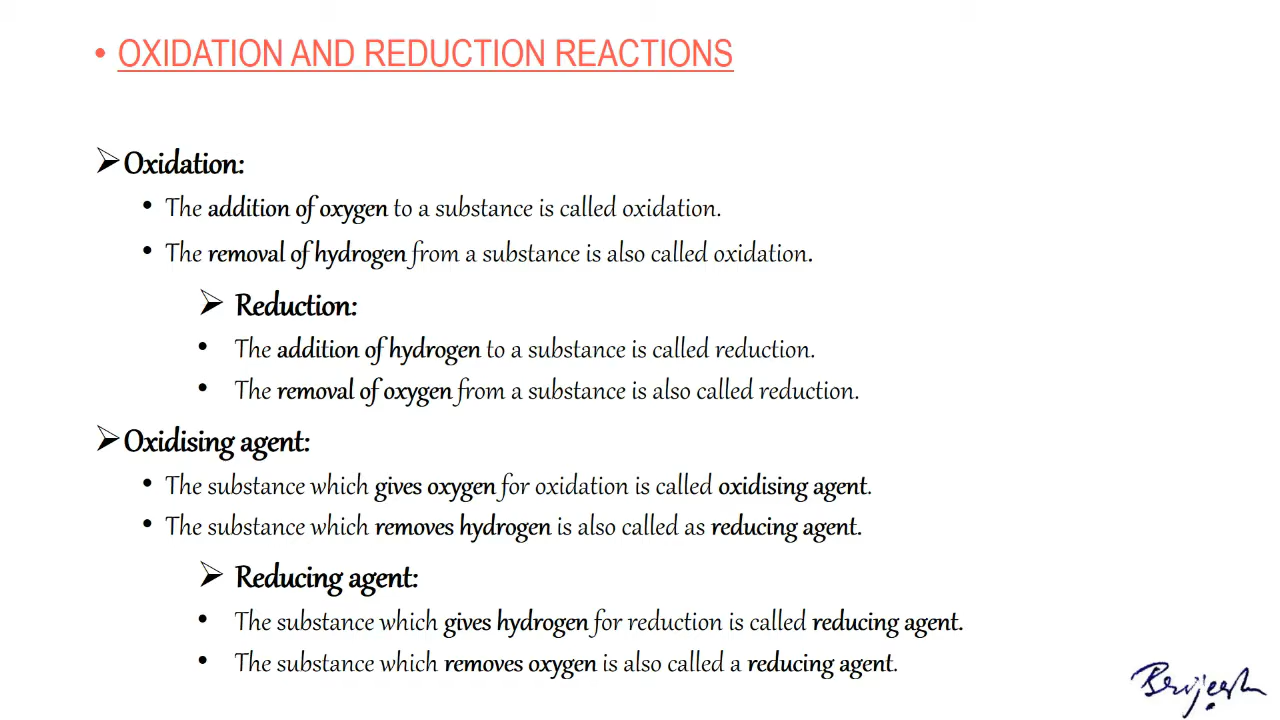 • OXIDATION AND REDUCTION REACTIONS
➢Oxidation:
• The addition of oxygen to a substance is called oxidation.
• The removal of hydrogen from a substance is also called oxidation.
➢ Reduction:
• The addition of hydrogen to a substance is called reduction.
• The removal of oxygen from a substance is also called reduction.
➢Oxidising agent:
• The substance which gives oxygen for oxidation is called oxidising agent.
• The substance which removes hydrogen is also called as reducing agent.
➢ Reducing agent:
• The substance which gives hydrogen for reduction is called reducing agent.
• The substance which removes oxygen is also called a reducing agent.